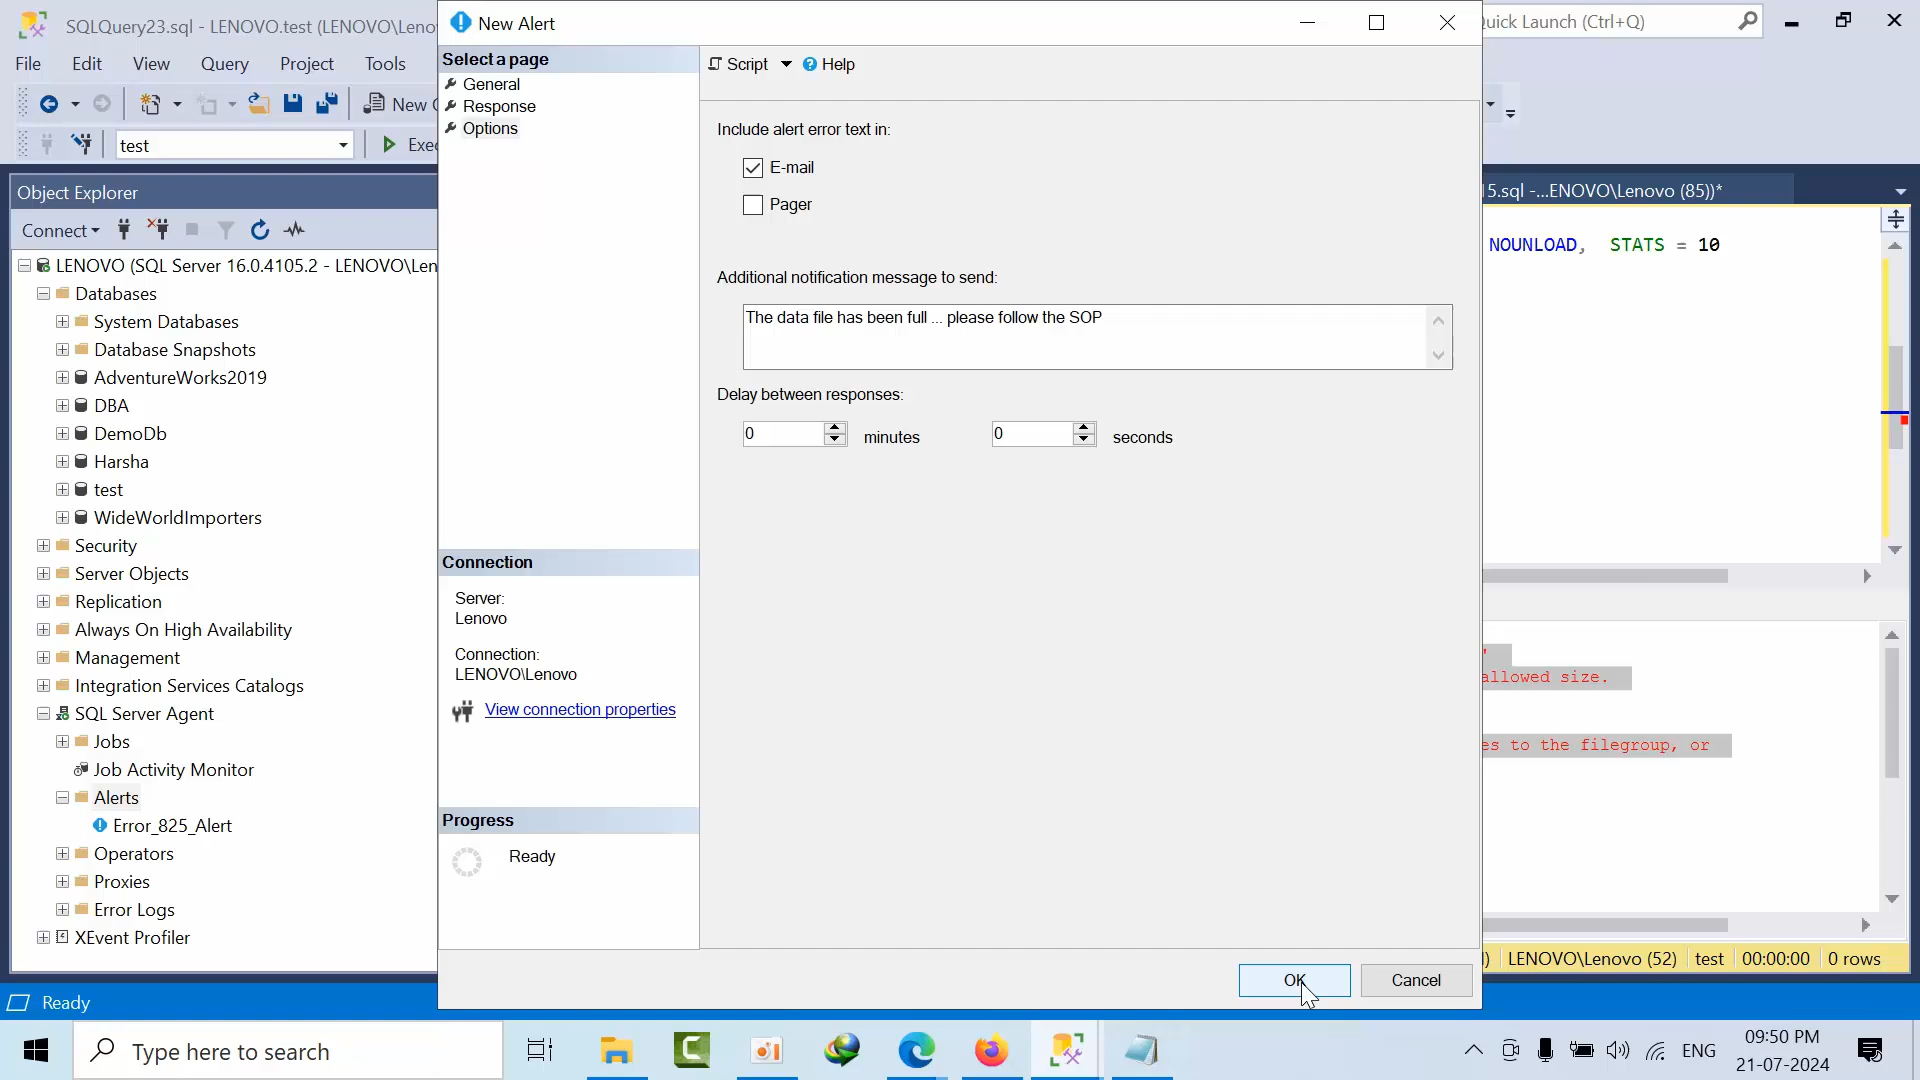 SQLQuery23.sql - LENOVO.test (LENOVO\Leno
New Alert
Quick Launch (Ctrl+Q)
File Edit View Query Project Tools
New
test
Exec
Select a page
General
Response
Options
Script Help
Include alert error text in:
E-mail
Pager
Additional notification message to send:
The data file has been full ... please follow the SOP
Delay between responses:
0 minutes 0 seconds
Object Explorer
Connect
LENOVO (SQL Server 16.0.4105.2 - LENOVO\Len
Databases
System Databases
Database Snapshots
AdventureWorks2019
DBA
DemoDb
Harsha
test
WideWorldImporters
Security
Server Objects
Replication
Always On High Availability
Management
Integration Services Catalogs
SQL Server Agent
Jobs
Job Activity Monitor
Alerts
Error_825_Alert
Operators
Proxies
Error Logs
XEvent Profiler
Connection
Server:
Lenovo
Connection:
LENOVO\Lenovo
View connection properties
Progress
Ready
OK Cancel
15.sql -...ENOVO\Lenovo (85))*
NOUNLOAD, STATS = 10
'
allowed size.
es to the filegroup, or
LENOVO\Lenovo (52) test 00:00:00 0 rows
Ready
Type here to search
ENG
09:50 PM
21-07-2024